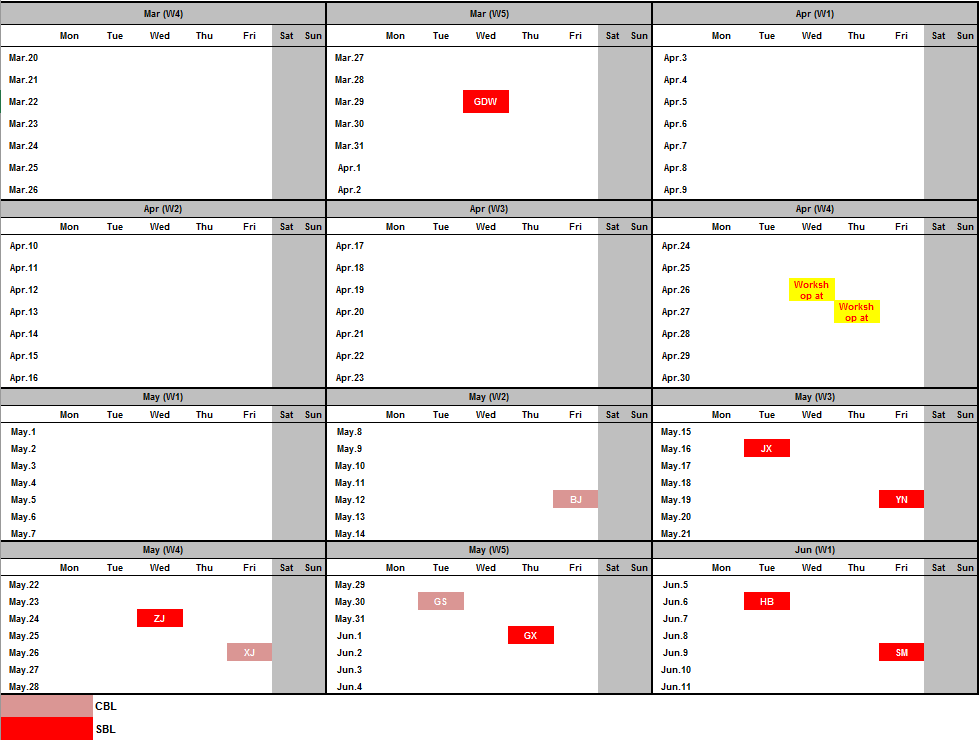 Mar (W4) Mar (W5) Apr (W1)
Mon Tue Wed Thu Fri Sat Sun Mon Tue Wed Thu Fri Sat Sun Mon Tue Wed Thu Fri Sat Sun
Mar.20 Mar.27 Apr.3
Mar.21 Mar.28 Apr.4
Mar.22 Mar.29 GDW Apr.5
Mar.23 Mar.30 Apr.6
Mar.24 Mar.31 Apr.7
Mar.25 Apr.1 Apr.8
Mar.26 Apr.2 Apr.9
Apr (W2) Apr (W3) Apr (W4)
Mon Tue Wed Thu Fri Sat Sun Mon Tue Wed Thu Fri Sat Sun Mon Tue Wed Thu Fri Sat Sun
Apr.10 Apr.17 Apr.24
Apr.11 Apr.18 Apr.25
Apr.12 Apr.19 Apr.26 Worksh
op at
Apr.13 Apr.20 Apr.27 Worksh
op at
Apr.14 Apr.21 Apr.28
Apr.15 Apr.22 Apr.29
Apr.16 Apr.23 Apr.30
May (W1) May (W2) May (W3)
Mon Tue Wed Thu Fri Sat Sun Mon Tue Wed Thu Fri Sat Sun Mon Tue Wed Thu Fri Sat Sun
May.1 May.8 May.15
May.2 May.9 May.16 JX
May.3 May.10 May.17
May.4 May.11 May.18
May.5 May.12 BJ May.19 YN
May.6 May.13 May.20
May.7 May.14 May.21
May (W4) May (W5) Jun (W1)
Mon Tue Wed Thu Fri Sat Sun Mon Tue Wed Thu Fri Sat Sun Mon Tue Wed Thu Fri Sat Sun
May.22 May.29 Jun.5
May.23 May.30 GS Jun.6 HB
May.24 ZJ May.31 Jun.7
May.25 Jun.1 GX Jun.8
May.26 XJ Jun.2 Jun.9 SM
May.27 Jun.3 Jun.10
May.28 Jun.4 Jun.11
CBL
SBL